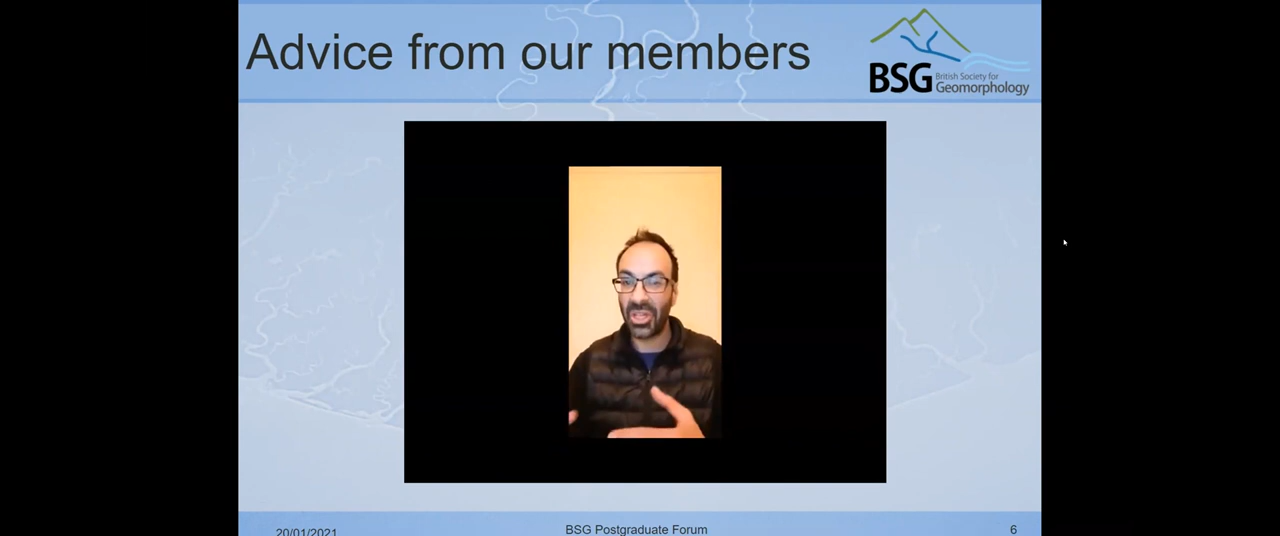 Advice from our members
BSG British Society for
Geomorphology
20/01/2021
BSG Postgraduate Forum
6